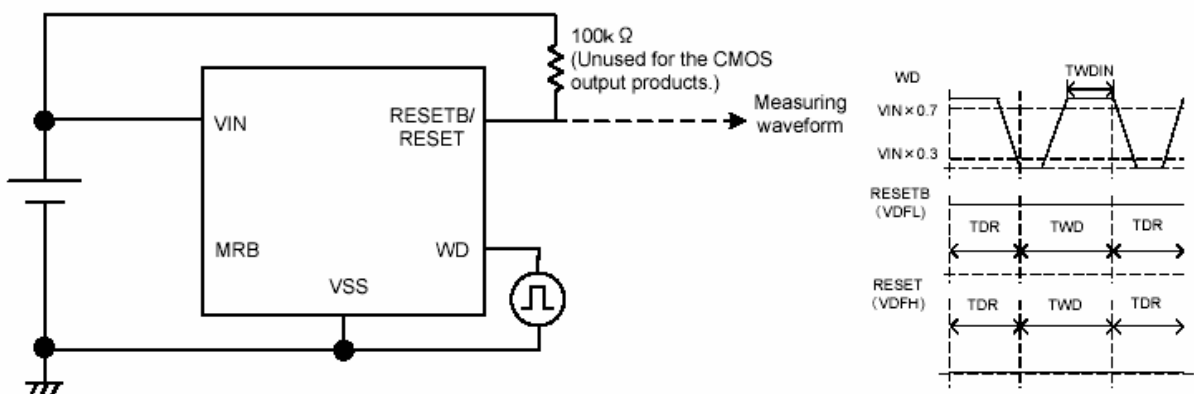 100k Ω
(Unused for the CMOS
output products.)
VIN
RESETB/
RESET
Measuring
waveform
MRB
WD
VSS
TWDIN
WD
VIN×0.7
VIN×0.3
RESETB
(VDFL)
TDR
TWD
TDR
RESET
(VDFH)
TDR
TWD
TDR